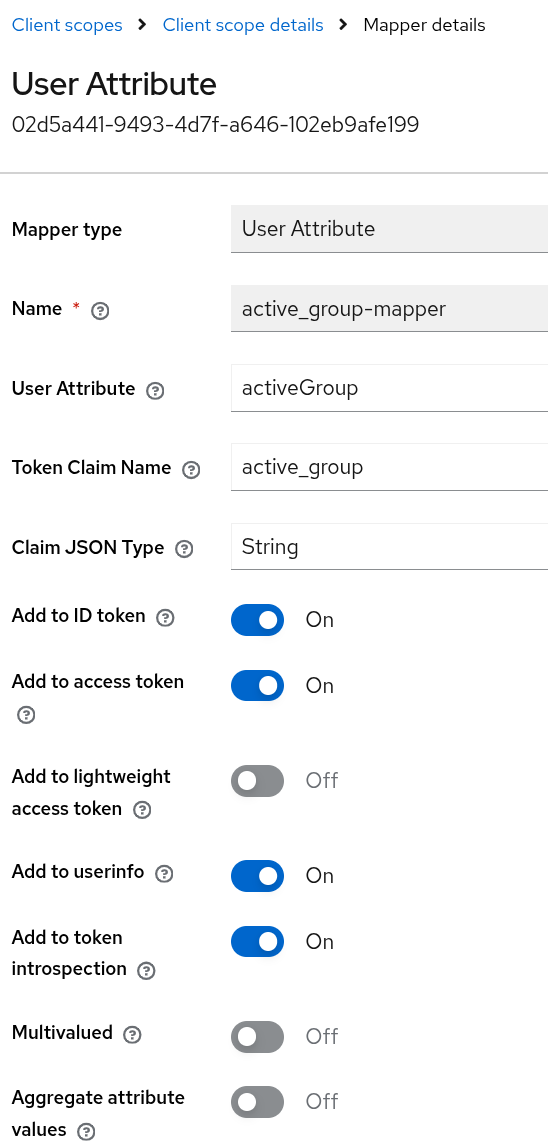 Client scopes > Client scope details > Mapper details
User Attribute
02d5a441-9493-4d7f-a646-102eb9afe199
Mapper type User Attribute
Name * active_group-mapper
User Attribute activeGroup
Token Claim Name active_group
Claim JSON Type String
Add to ID token On
Add to access token On
Add to lightweight
access token Off
Add to userinfo On
Add to token
introspection On
Multivalued Off
Aggregate attribute
values Off